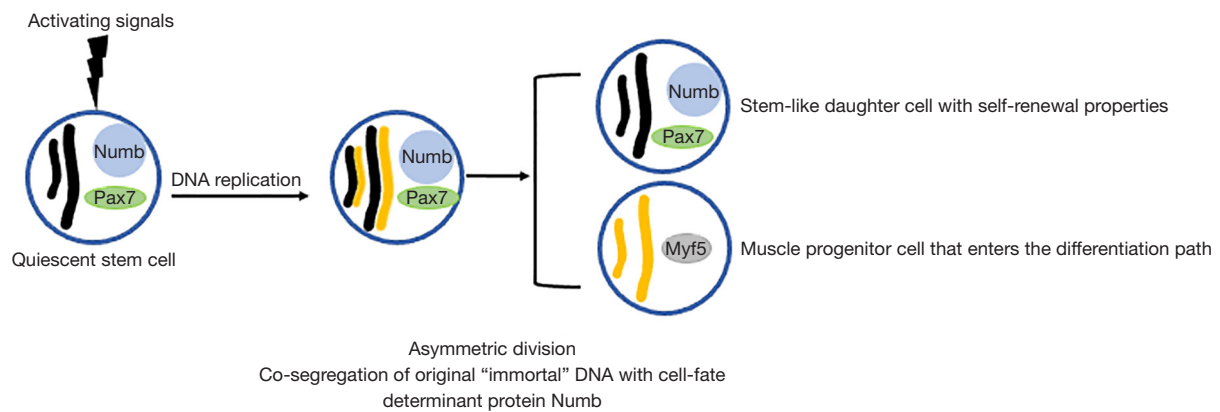 Activating signals
Numb
Pax7
Quiescent stem cell
DNA replication
Numb
Pax7
Numb
Pax7
Stem-like daughter cell with self-renewal properties
Myf5
Muscle progenitor cell that enters the differentiation path
Asymmetric division
Co-segregation of original “immortal” DNA with cell-fate
determinant protein Numb